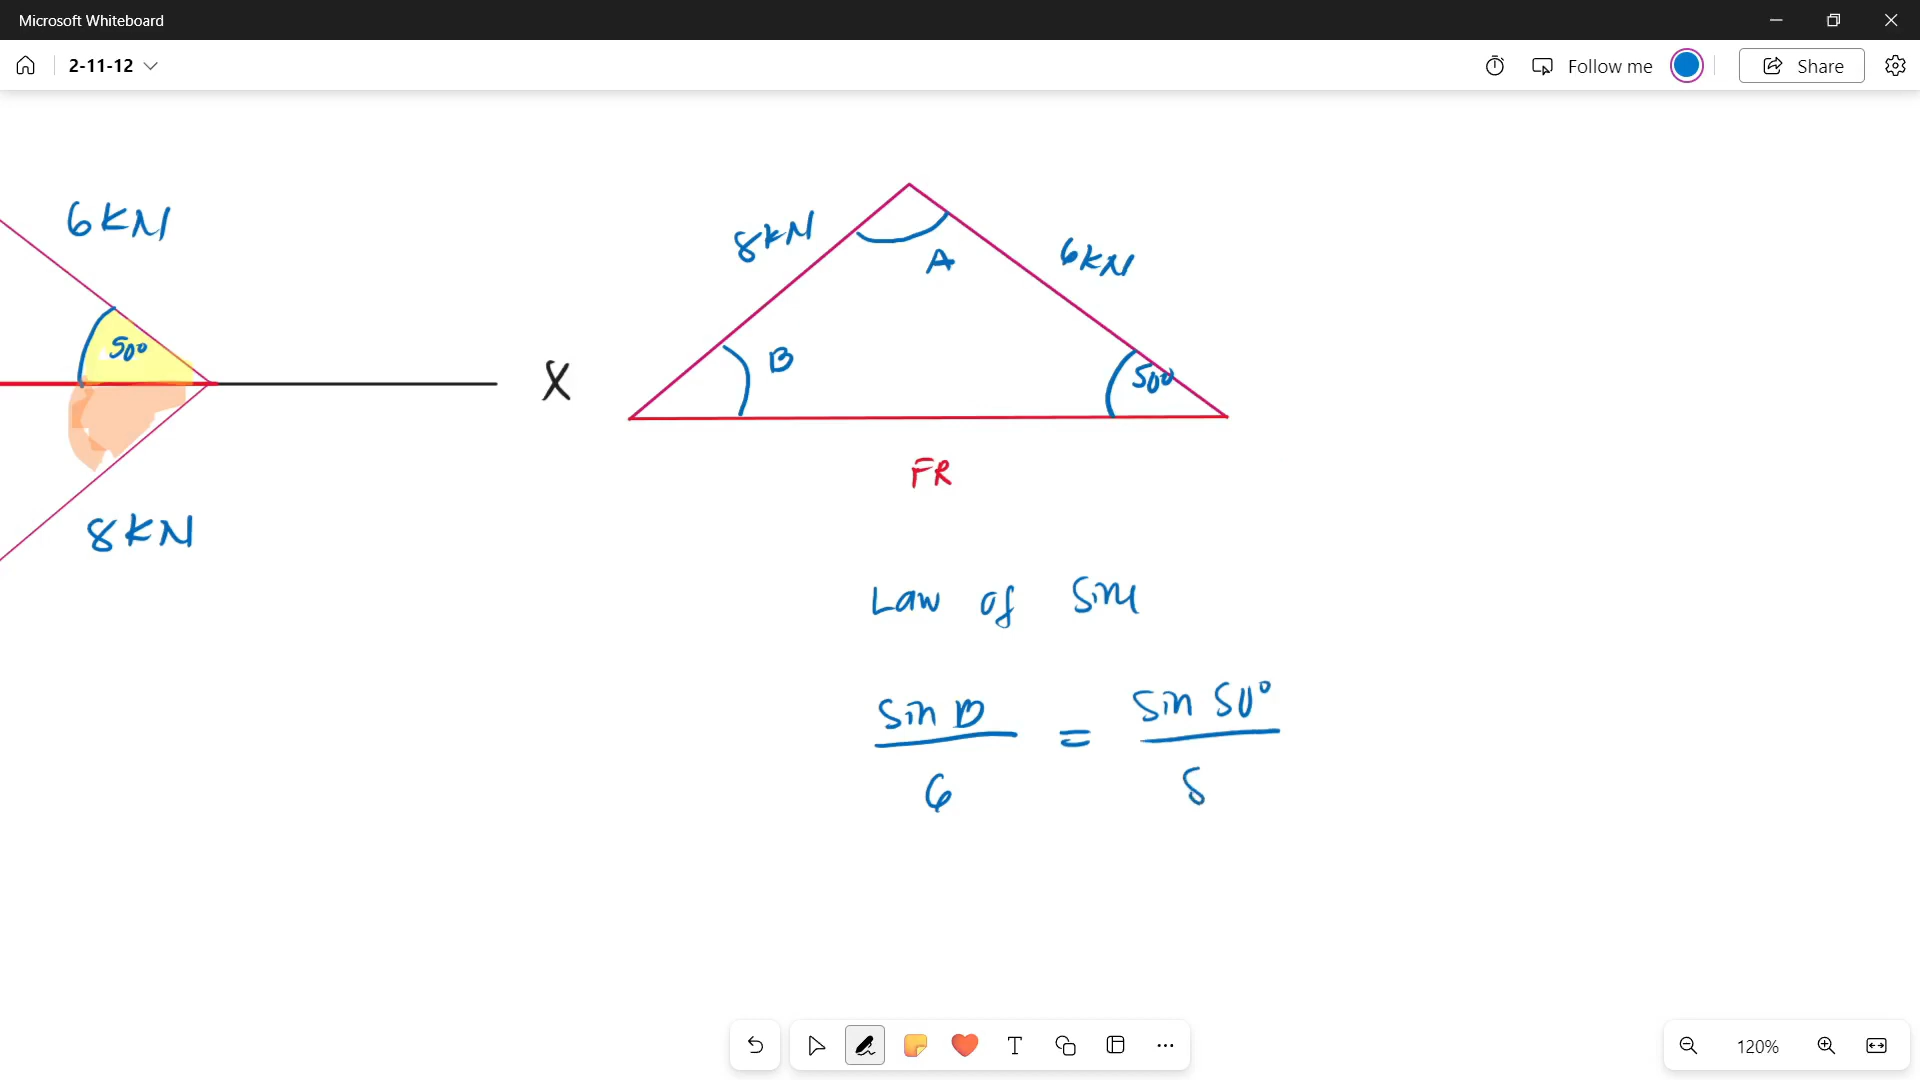 Microsoft Whiteboard
2-11-12
Follow me
Share
6KN
50°
8KN
X
8KN
A
6KN
B
50°
FR
Law of Sine
Sin B / 6 = Sin 50° / 8
120%